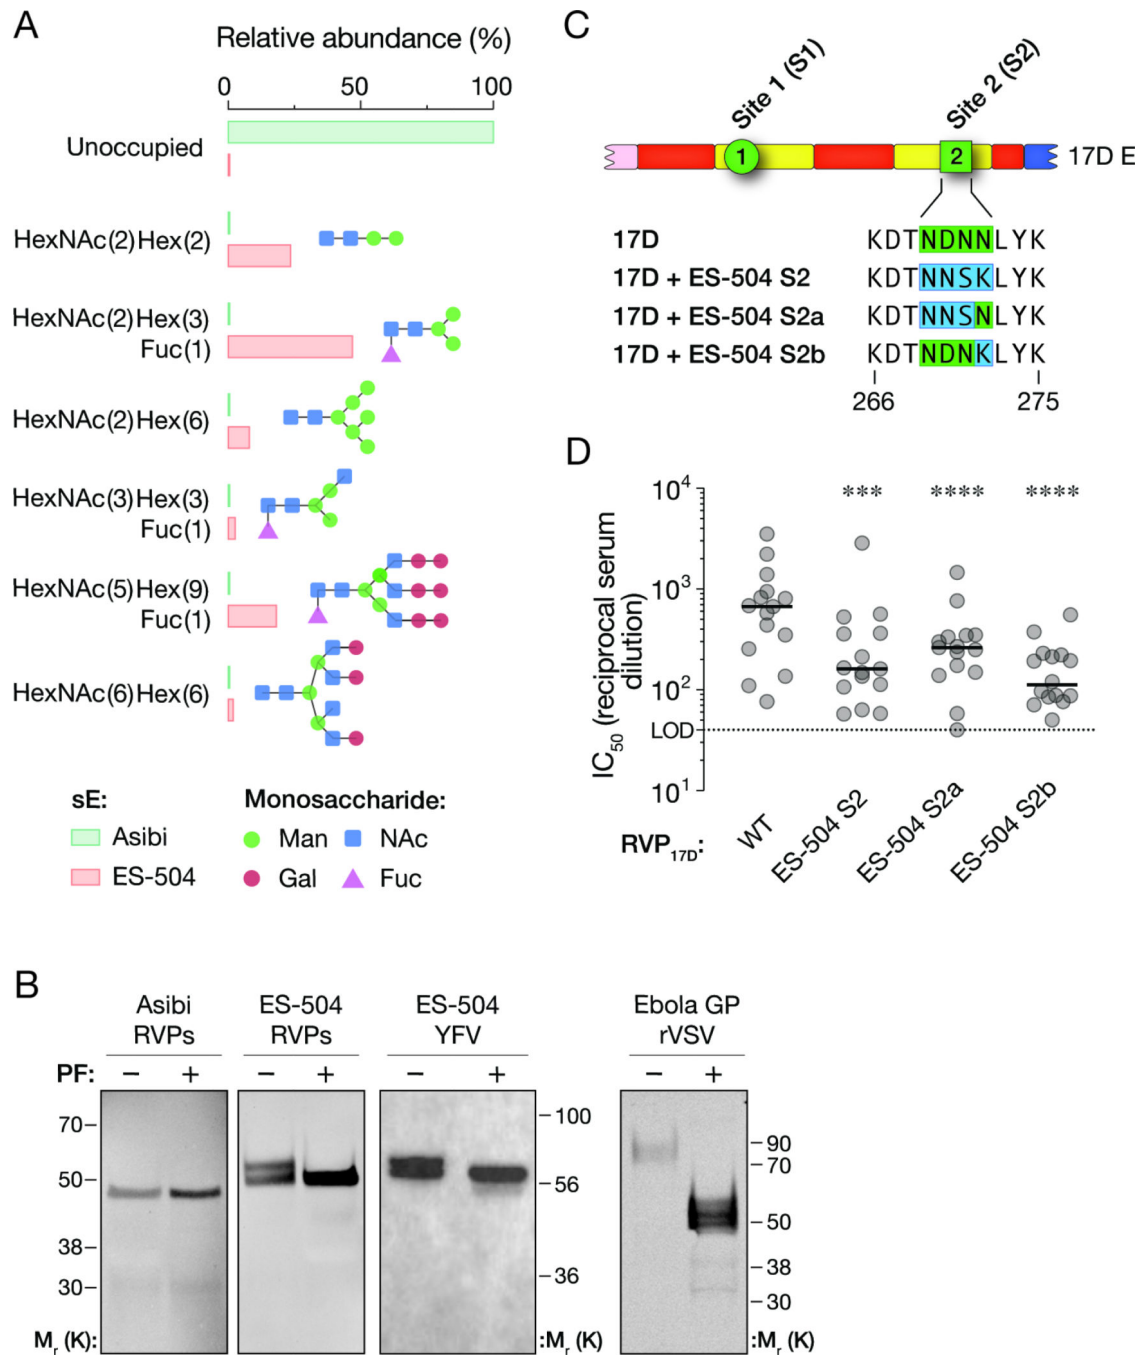 A
Relative abundance (%)
0 50 100
Unoccupied
HexNAc(2)Hex(2)
HexNAc(2)Hex(3)
Fuc(1)
HexNAc(2)Hex(6)
HexNAc(3)Hex(3)
Fuc(1)
HexNAc(5)Hex(9)
Fuc(1)
HexNAc(6)Hex(6)
sE:
Asibi
ES-504
Monosaccharide:
Man
NAc
Gal
Fuc
C
Site 1 (S1)
Site 2 (S2)
1
2
17D E
17D KDTNDNNLYK
17D + ES-504 S2 KDTNNSKLYK
17D + ES-504 S2a KDTNNSNLYK
17D + ES-504 S2b KDTNDNKLYK
266 275
D
IC50 (reciprocal serum
dilution)
10⁴
10³
10²
LOD
10¹
*** **** ****
RVP17D:
WT
ES-504 S2
ES-504 S2a
ES-504 S2b
B
Asibi
RVPs
ES-504
RVPs
ES-504
YFV
Ebola GP
rVSV
PF: − + − + − + − +
70
50
38
30
Mr (K):
100
56
36
:Mr (K)
90
70
50
38
30
:Mr (K)